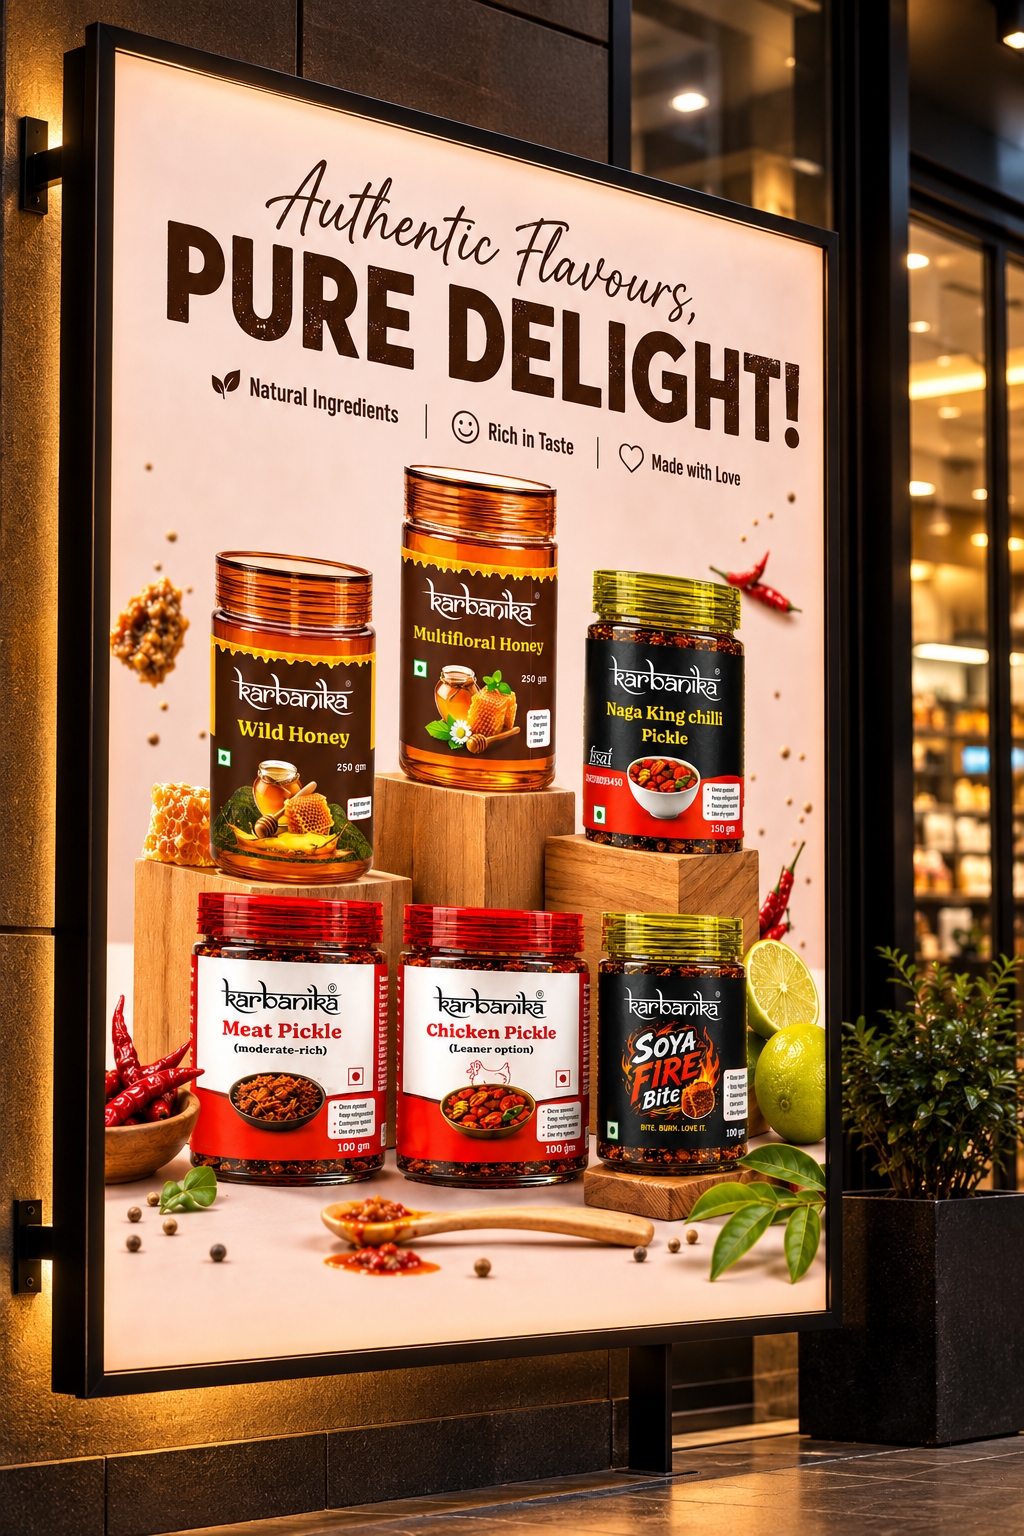 Authentic Flavours,
PURE DELIGHT!
Natural Ingredients
Rich in Taste
Made with Love
karbanika
Wild Honey
250 gm
karbanika
Multifloral Honey
250 gm
karbanika
Naga King chilli
Pickle
fssai
150 gm
karbanika
Meat Pickle
(moderate-rich)
100 gm
karbanika
Chicken Pickle
(Leaner option)
100 gm
karbanika
SOYA
FIRE
Bite
BITE. BURN. LOVE IT.
100 gm